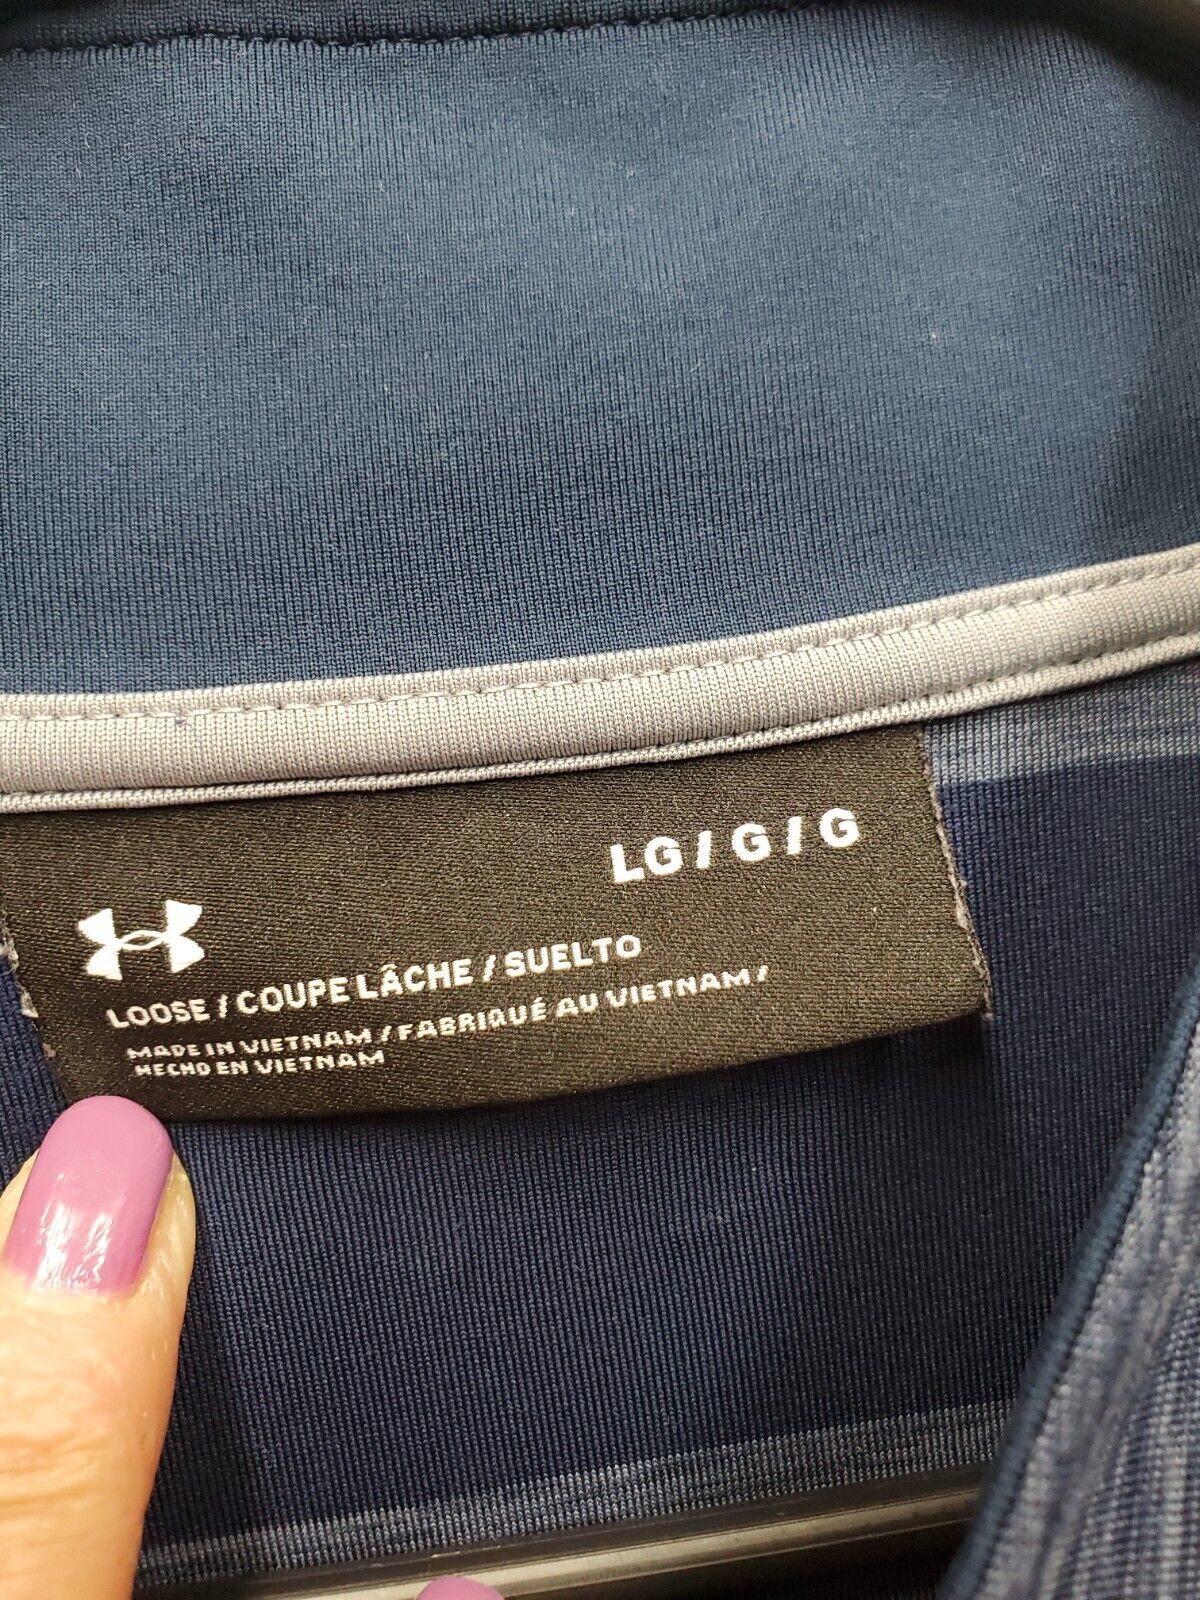 LG / G / G
LOOSE / COUPE LÂCHE / SUELTO
MADE IN VIETNAM / FABRIQUÉ AU VIETNAM /
HECHO EN VIETNAM